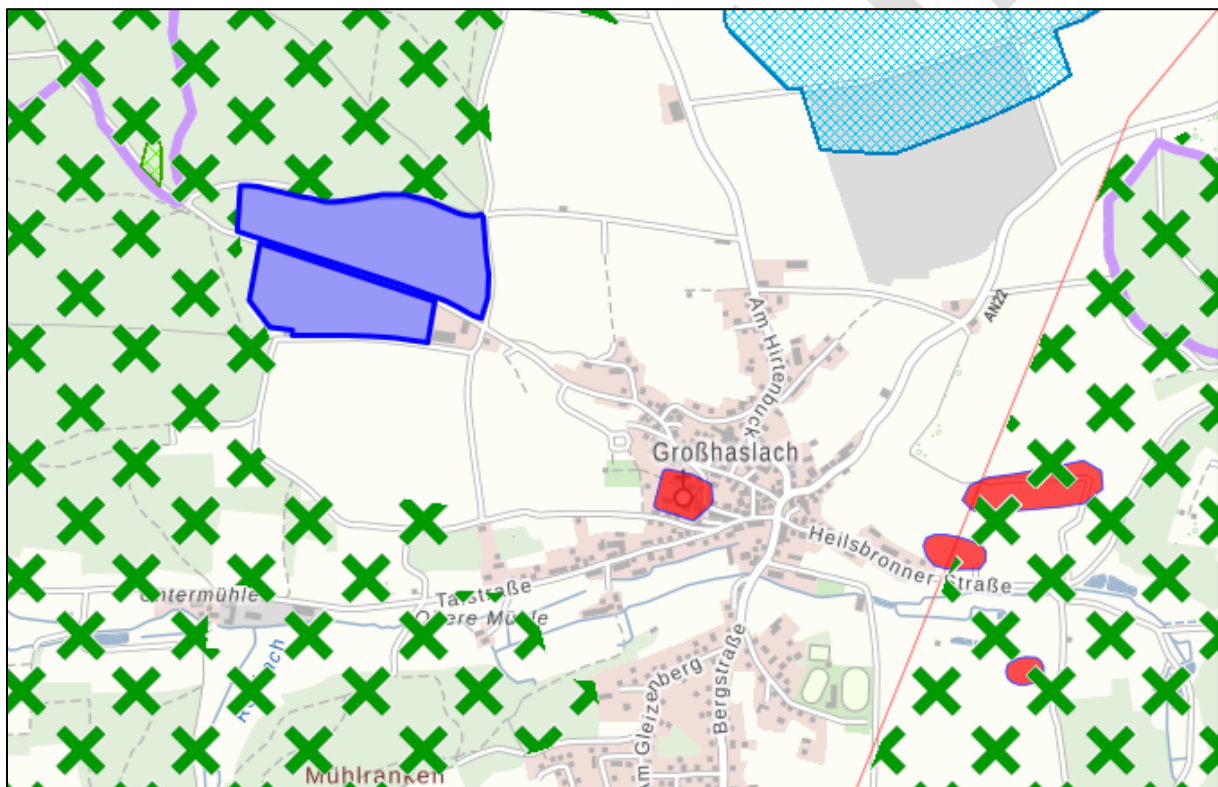 AN22
Am Hirtenbuck
Großhaslach
Heilsbronner Straße
Untermühle
Talstraße
Obere Mühle
Am Gleizenberg
Bergstraße
Mühlranken